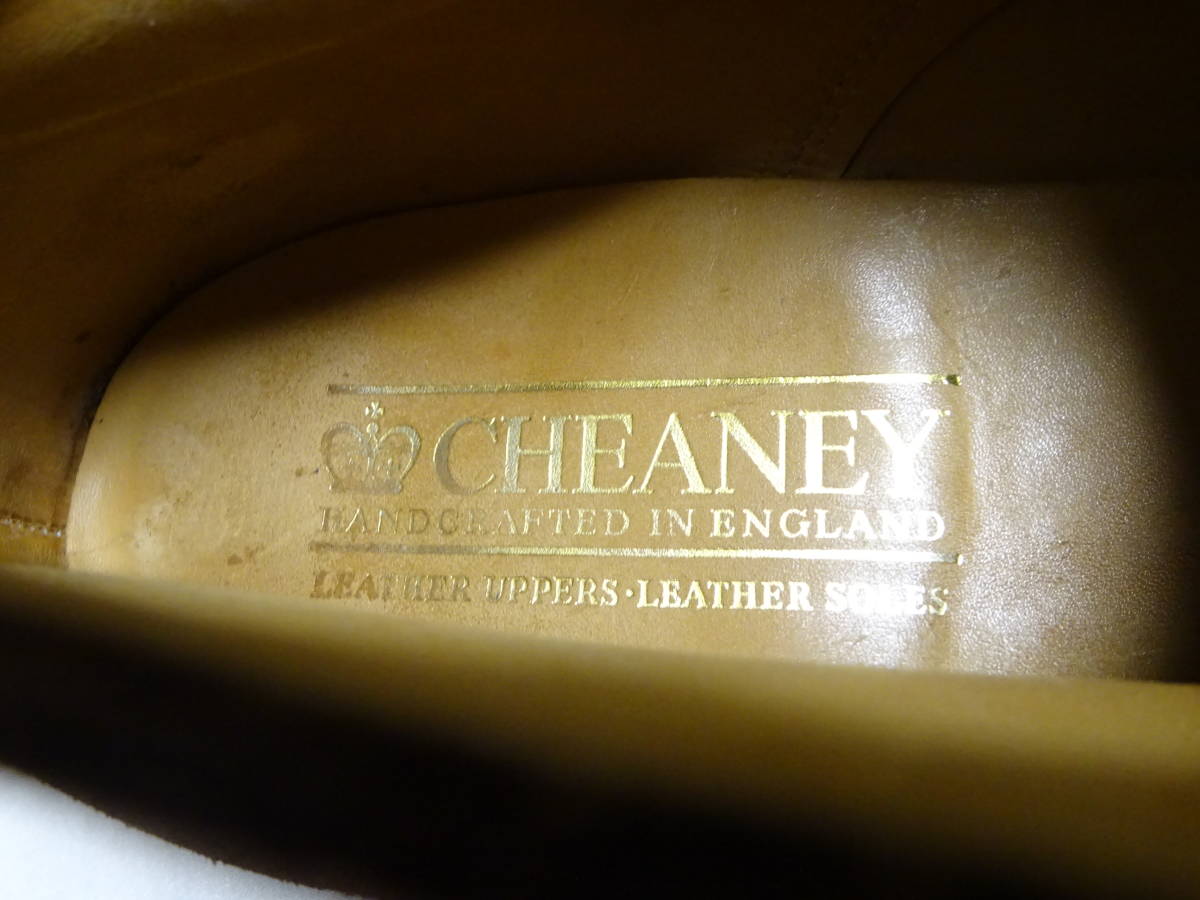 CHEANEY
HANDCRAFTED IN ENGLAND
LEATHER UPPERS·LEATHER SOLES